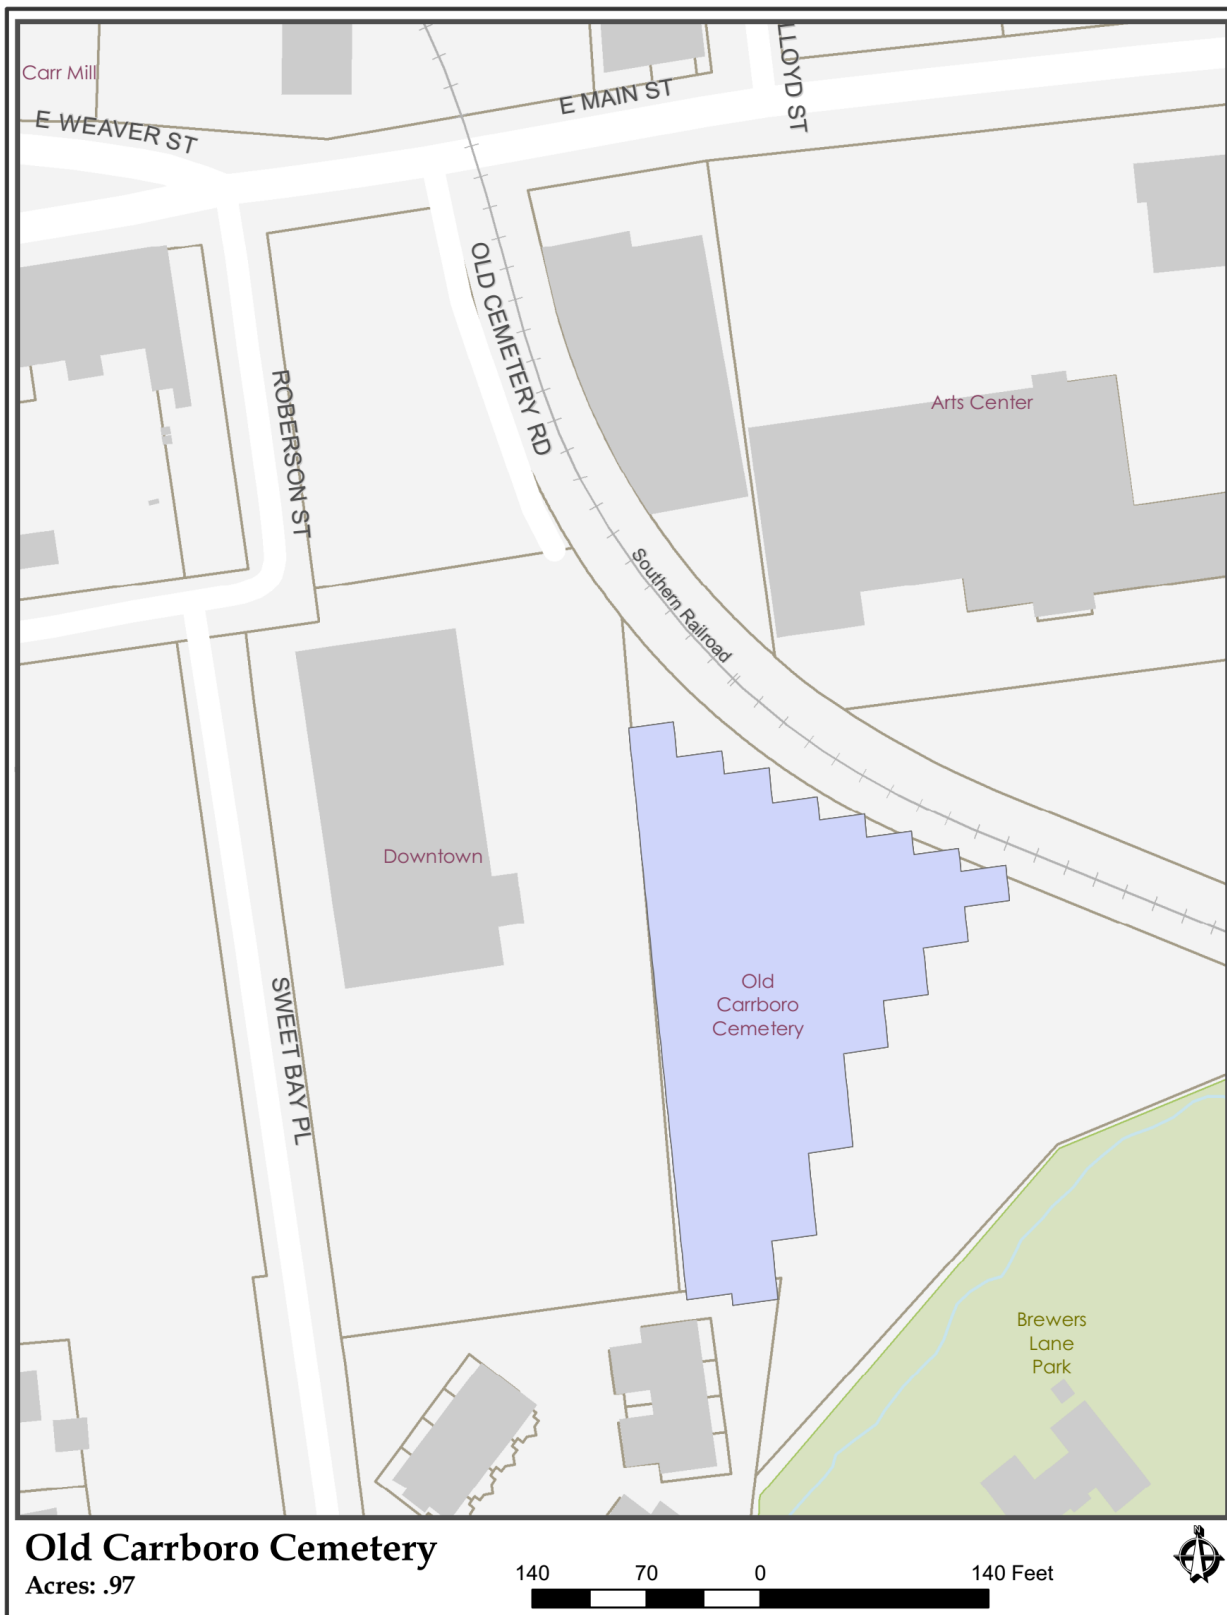 Carr Mill
E WEAVER ST
E MAIN ST
LLOYD ST
OLD CEMETERY RD
ROBERSON ST
Arts Center
Southern Railroad
Downtown
Old
Carrboro
Cemetery
SWEET BAY PL
Brewers
Lane
Park
Old Carrboro Cemetery
Acres: .97
140 70 0 140 Feet
N